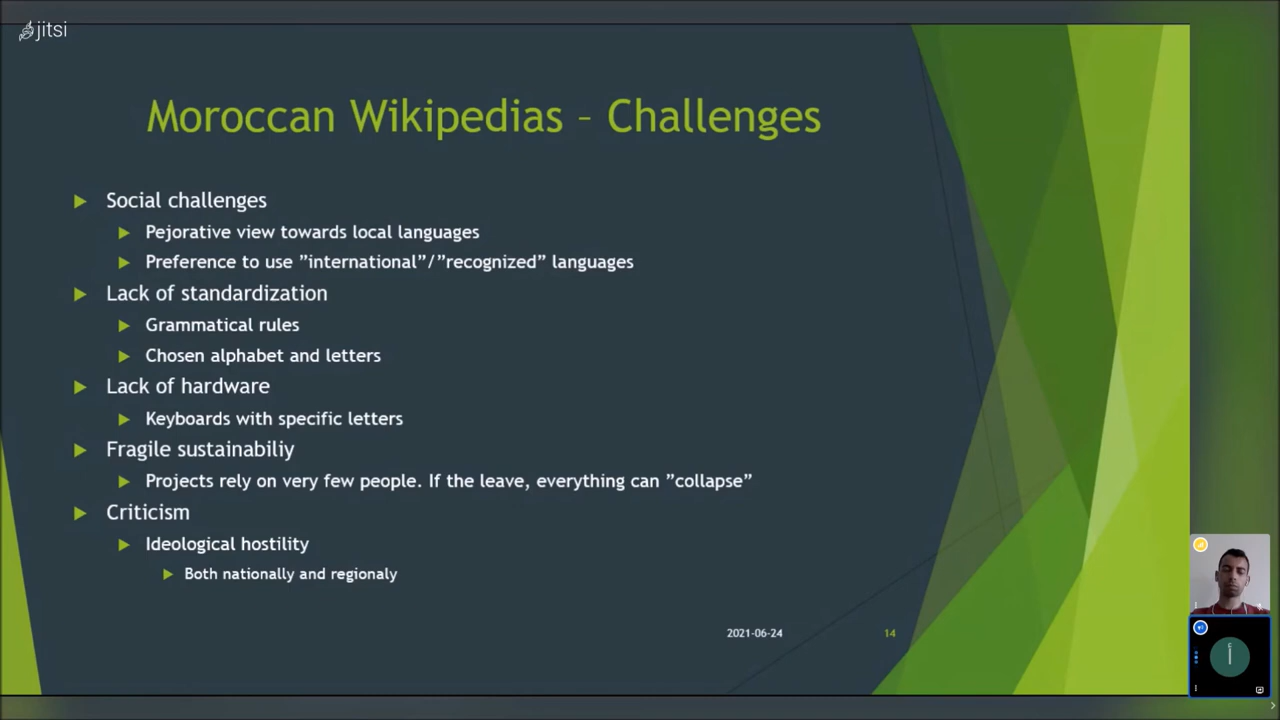 jitsi
Moroccan Wikipedias – Challenges
Social challenges
Pejorative view towards local languages
Preference to use ”international”/”recognized” languages
Lack of standardization
Grammatical rules
Chosen alphabet and letters
Lack of hardware
Keyboards with specific letters
Fragile sustainabiliy
Projects rely on very few people. If the leave, everything can ”collapse”
Criticism
Ideological hostility
Both nationally and regionaly
2021-06-24
14